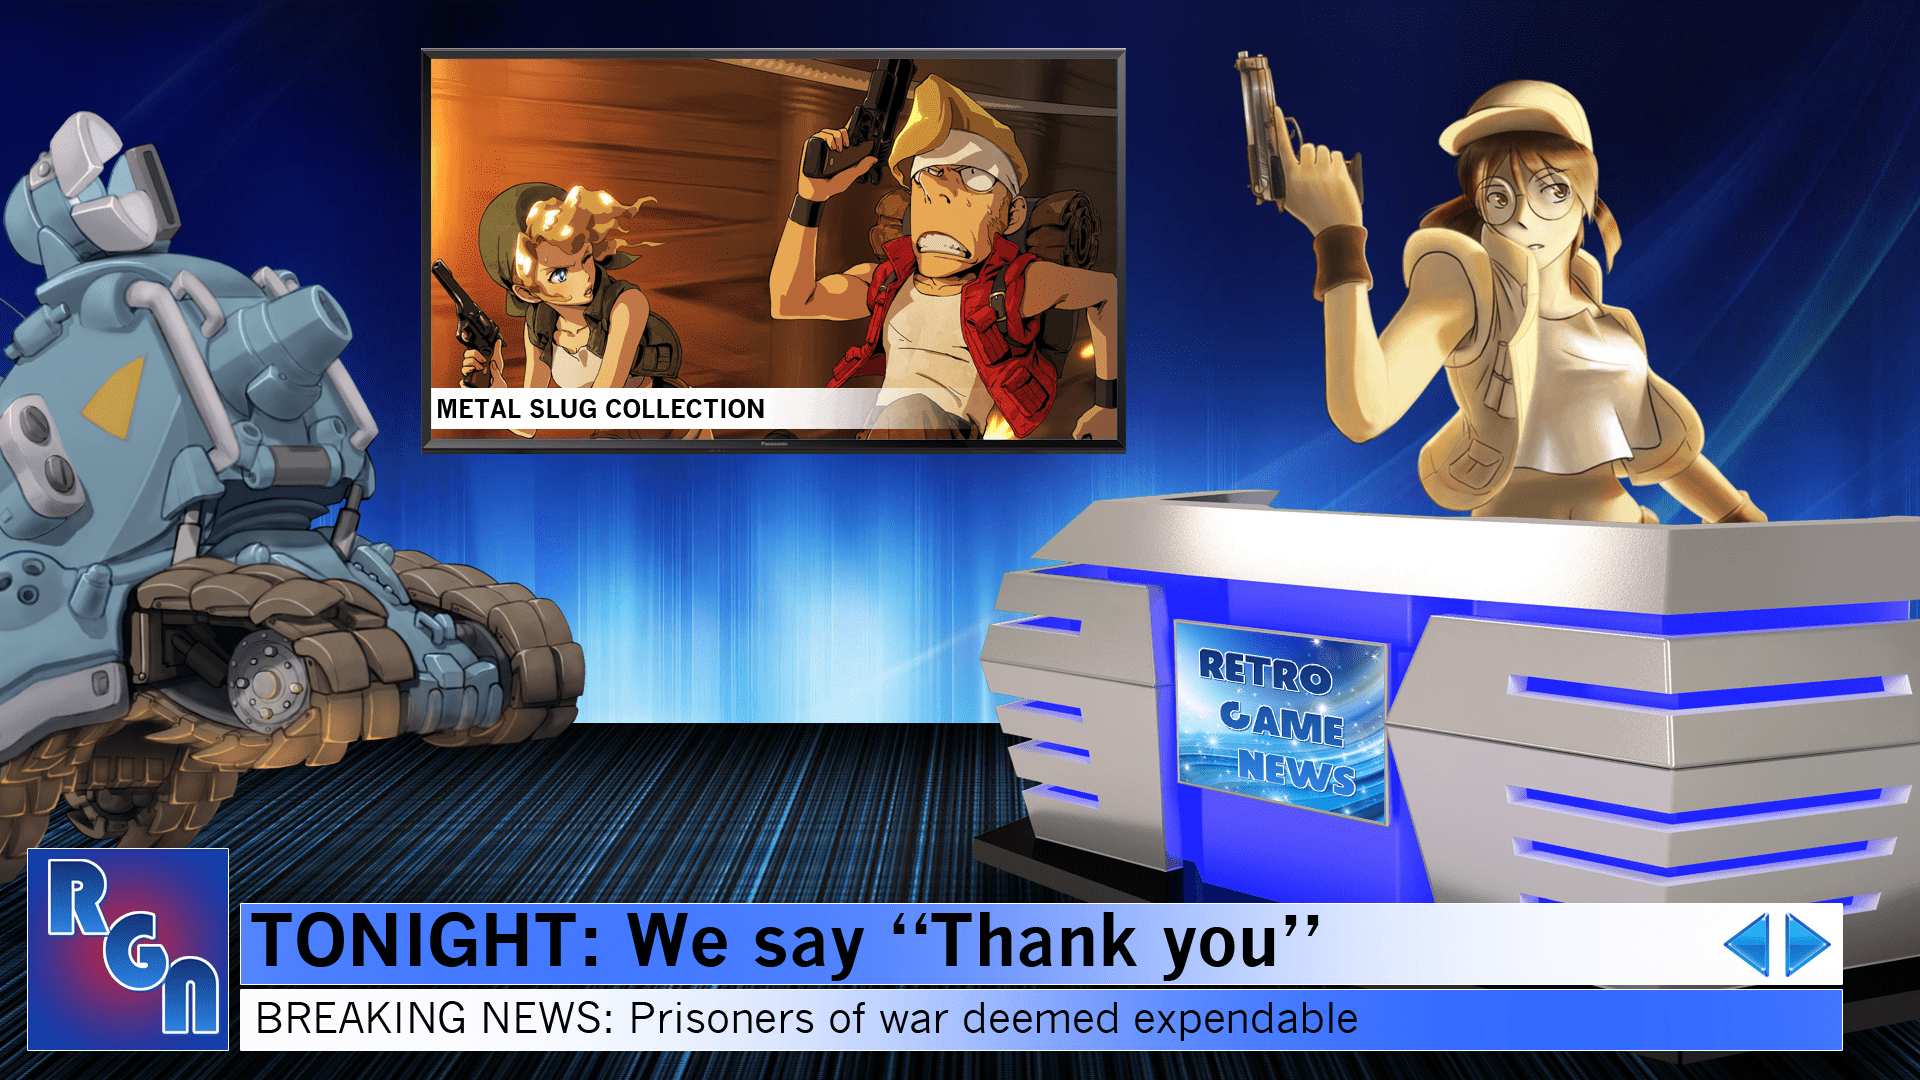 METAL SLUG COLLECTION
Panasonic
RETRO
GAME
NEWS
RGN
TONIGHT: We say “Thank you”
BREAKING NEWS: Prisoners of war deemed expendable